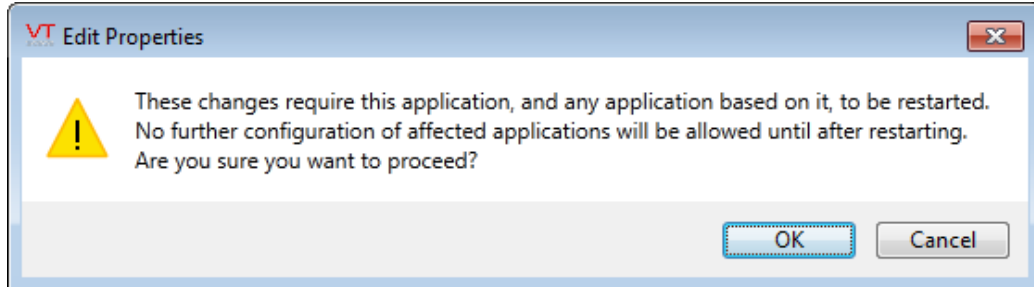 VT Edit Properties
These changes require this application, and any application based on it, to be restarted.
No further configuration of affected applications will be allowed until after restarting.
Are you sure you want to proceed?
OK Cancel